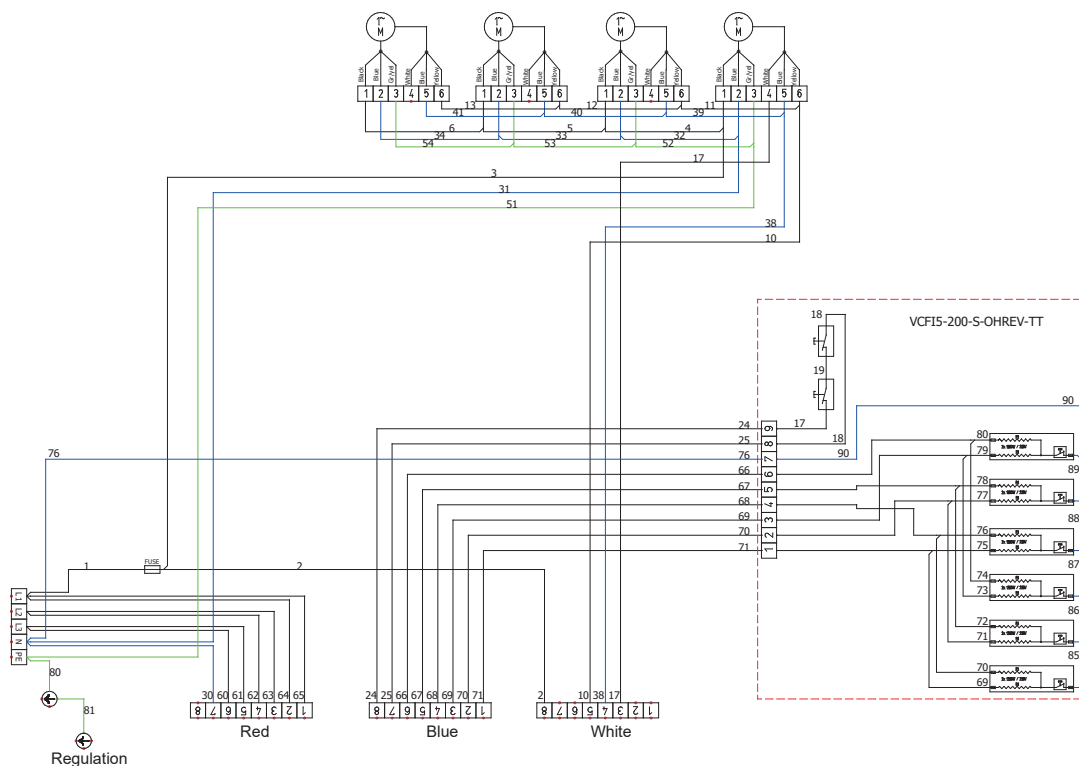 1~ M 1~ M 1~ M 1~ M
Black Blue Gr/yel White Blue Yellow Black Blue Gr/yel White Blue Yellow Black Blue Gr/yel White Blue Yellow Black Blue Gr/yel White Blue Yellow
1 2 3 4 5 6 1 2 3 4 5 6 1 2 3 4 5 6 1 2 3 4 5 6
13 12 11
41 40 39
6 5 4
34 33 32
54 53 52
17
3
31
51
38
10
18 VCFI5-200-S-OHREV-TT
19
90
24 9 17
25 8 18
76 76 7 90
66 6 80
79
67 5 89
68 4 78
77
69 3 88
70 2 76
71 1 75
87
1 FUSE 2
74
73
86
L1
L2
L3
N
PE
72
71
85
80
70
69
81
30 60 61 62 63 64 65 24 25 66 67 68 69 70 71 2 10 38 17
8 7 6 5 4 3 2 1 8 7 6 5 4 3 2 1 8 7 6 5 4 3 2 1
Red Blue White
Regulation